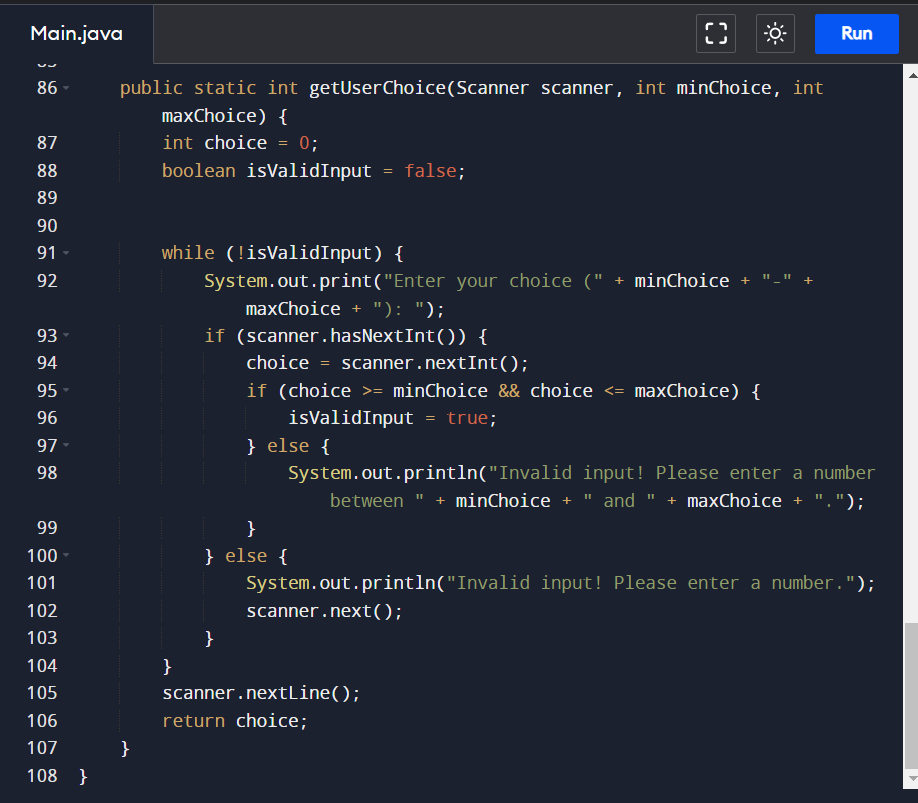 Main.java
Run
85
86 public static int getUserChoice(Scanner scanner, int minChoice, int
maxChoice) {
87 int choice = 0;
88 boolean isValidInput = false;
89
90
91 while (!isValidInput) {
92 System.out.print("Enter your choice (" + minChoice + "-" +
maxChoice + "): ");
93 if (scanner.hasNextInt()) {
94 choice = scanner.nextInt();
95 if (choice >= minChoice && choice <= maxChoice) {
96 isValidInput = true;
97 } else {
98 System.out.println("Invalid input! Please enter a number
between " + minChoice + " and " + maxChoice + ".");
99 }
100 } else {
101 System.out.println("Invalid input! Please enter a number.");
102 scanner.next();
103 }
104 }
105 scanner.nextLine();
106 return choice;
107 }
108 }